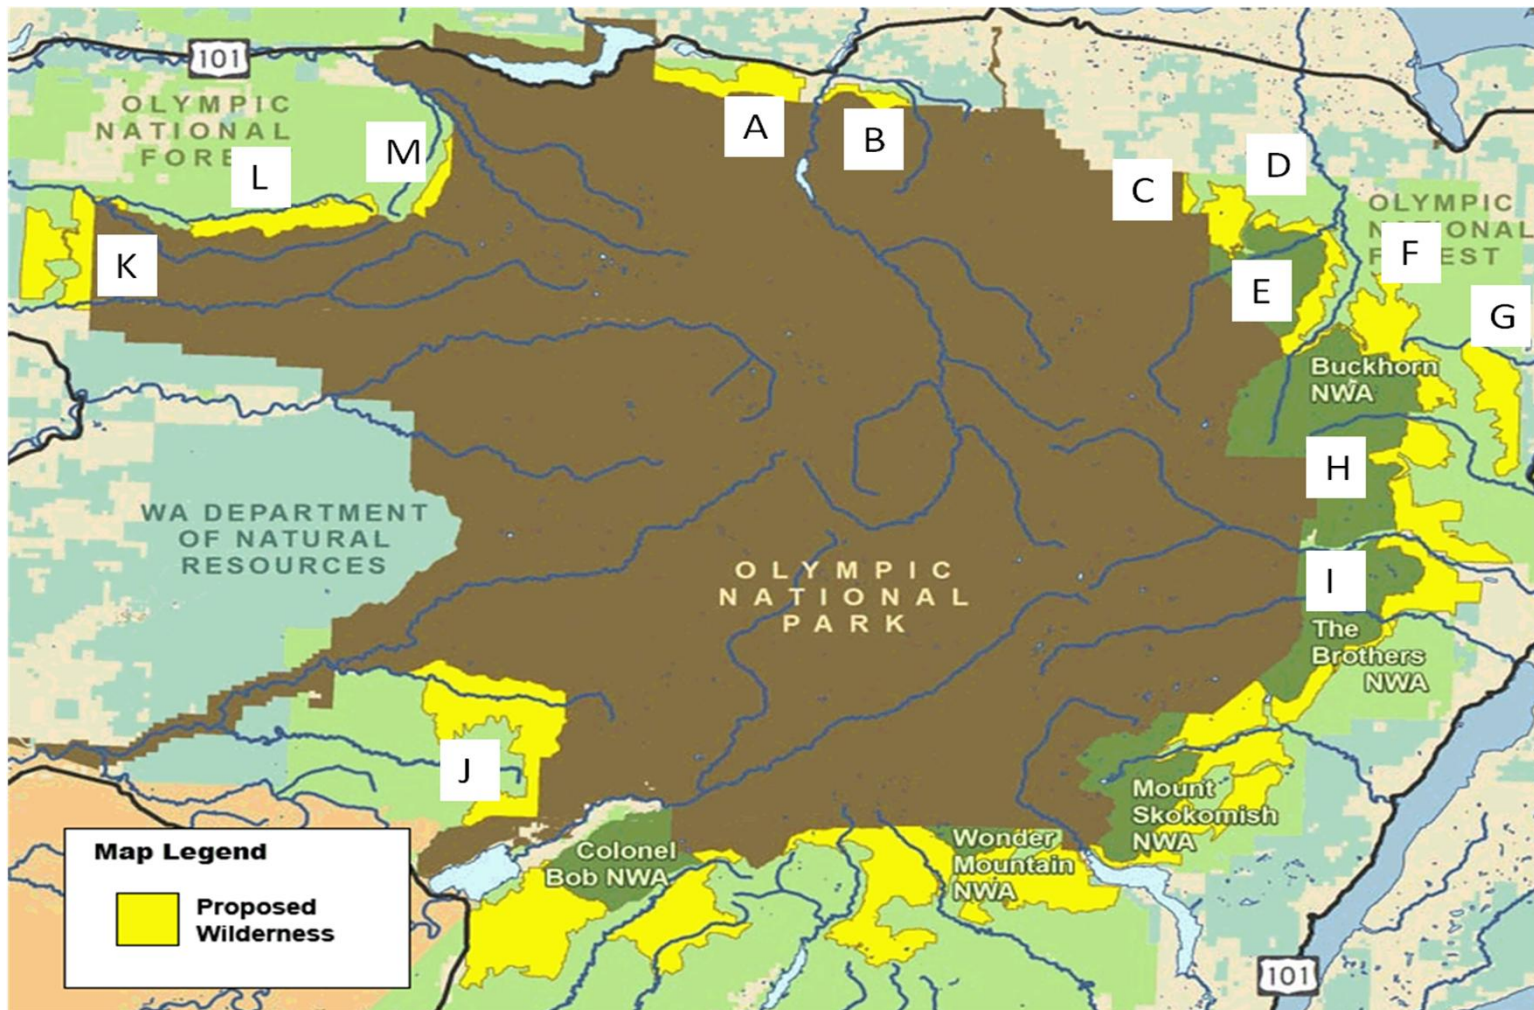 101
OLYMPIC
NATIONAL
FORE
M
L
K
A
B
C
D
E
OLYMPIC
NATIONAL
F EST
F
G
Buckhorn
NWA
H
WA DEPARTMENT
OF NATURAL
RESOURCES
OLYMPIC
NATIONAL
PARK
I
The
Brothers
NWA
J
Mount
Skokomish
NWA
Wonder
Mountain
NWA
Colonel
Bob NWA
Map Legend
Proposed
Wilderness
101